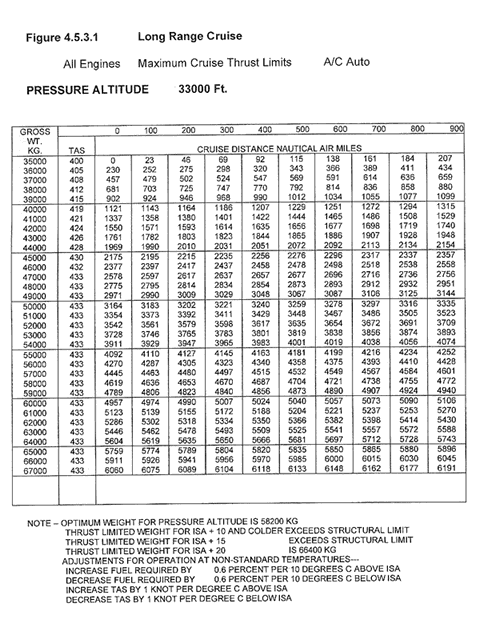 Figure 4.5.3.1 Long Range Cruise
All Engines Maximum Cruise Thrust Limits A/C Auto
PRESSURE ALTITUDE 33000 Ft.
GROSS 0 100 200 300 400 500 600 700 800 900
WT. CRUISE DISTANCE NAUTICAL AIR MILES
KG. TAS
35000 400 0 23 46 69 92 115 138 161 184 207
36000 405 230 252 275 298 320 343 366 389 411 434
37000 408 457 479 502 524 547 569 591 614 636 659
38000 412 681 703 725 747 770 792 814 836 858 880
39000 415 902 924 946 968 990 1012 1034 1055 1077 1099
40000 419 1121 1143 1164 1186 1207 1229 1251 1272 1294 1315
41000 421 1337 1358 1380 1401 1422 1444 1465 1486 1508 1529
42000 424 1550 1571 1593 1614 1635 1656 1677 1698 1719 1740
43000 426 1761 1782 1803 1823 1844 1865 1886 1907 1928 1948
44000 428 1969 1990 2010 2031 2051 2072 2092 2113 2134 2154
45000 430 2175 2195 2215 2235 2256 2276 2296 2317 2337 2357
46000 432 2377 2397 2417 2437 2458 2478 2498 2518 2538 2558
47000 433 2578 2597 2617 2637 2657 2677 2696 2716 2736 2756
48000 433 2775 2795 2814 2834 2854 2873 2893 2912 2932 2951
49000 433 2971 2990 3009 3029 3048 3067 3087 3106 3125 3144
50000 433 3164 3183 3202 3221 3240 3259 3278 3297 3316 3335
51000 433 3354 3373 3392 3411 3429 3448 3467 3486 3505 3523
52000 433 3542 3561 3579 3598 3617 3635 3654 3672 3691 3709
53000 433 3728 3746 3765 3783 3801 3819 3838 3856 3874 3893
54000 433 3911 3929 3947 3965 3983 4001 4019 4038 4056 4074
55000 433 4092 4110 4127 4145 4163 4181 4199 4216 4234 4252
56000 433 4270 4287 4305 4323 4340 4358 4375 4393 4410 4428
57000 433 4445 4463 4480 4497 4515 4532 4549 4567 4584 4601
58000 433 4619 4636 4653 4670 4687 4704 4721 4738 4755 4772
59000 433 4789 4806 4823 4840 4856 4873 4890 4907 4924 4940
60000 433 4957 4974 4990 5007 5024 5040 5057 5073 5090 5106
61000 433 5123 5139 5155 5172 5188 5204 5221 5237 5253 5270
62000 433 5286 5302 5318 5334 5350 5366 5382 5398 5414 5430
63000 433 5446 5462 5478 5493 5509 5525 5541 5557 5572 5588
64000 433 5604 5619 5635 5650 5666 5681 5697 5712 5728 5743
65000 433 5759 5774 5789 5804 5820 5835 5850 5865 5880 5896
66000 433 5911 5926 5941 5956 5970 5985 6000 6015 6030 6045
67000 433 6060 6075 6089 6104 6118 6133 6148 6162 6177 6191
NOTE – OPTIMUM WEIGHT FOR PRESSURE ALTITUDE IS 58200 KG
THRUST LIMITED WEIGHT FOR ISA + 10 AND COLDER EXCEEDS STRUCTURAL LIMIT
THRUST LIMITED WEIGHT FOR ISA + 15 EXCEEDS STRUCTURAL LIMIT
THRUST LIMITED WEIGHT FOR ISA + 20 IS 66400 KG
ADJUSTMENTS FOR OPERATION AT NON-STANDARD TEMPERATURES---
INCREASE FUEL REQUIRED BY 0.6 PERCENT PER 10 DEGREES C ABOVE ISA
DECREASE FUEL REQUIRED BY 0.6 PERCENT PER 10 DEGREES C BELOW ISA
INCREASE TAS BY 1 KNOT PER DEGREE C ABOVE ISA
DECREASE TAS BY 1 KNOT PER DEGREE C BELOW ISA